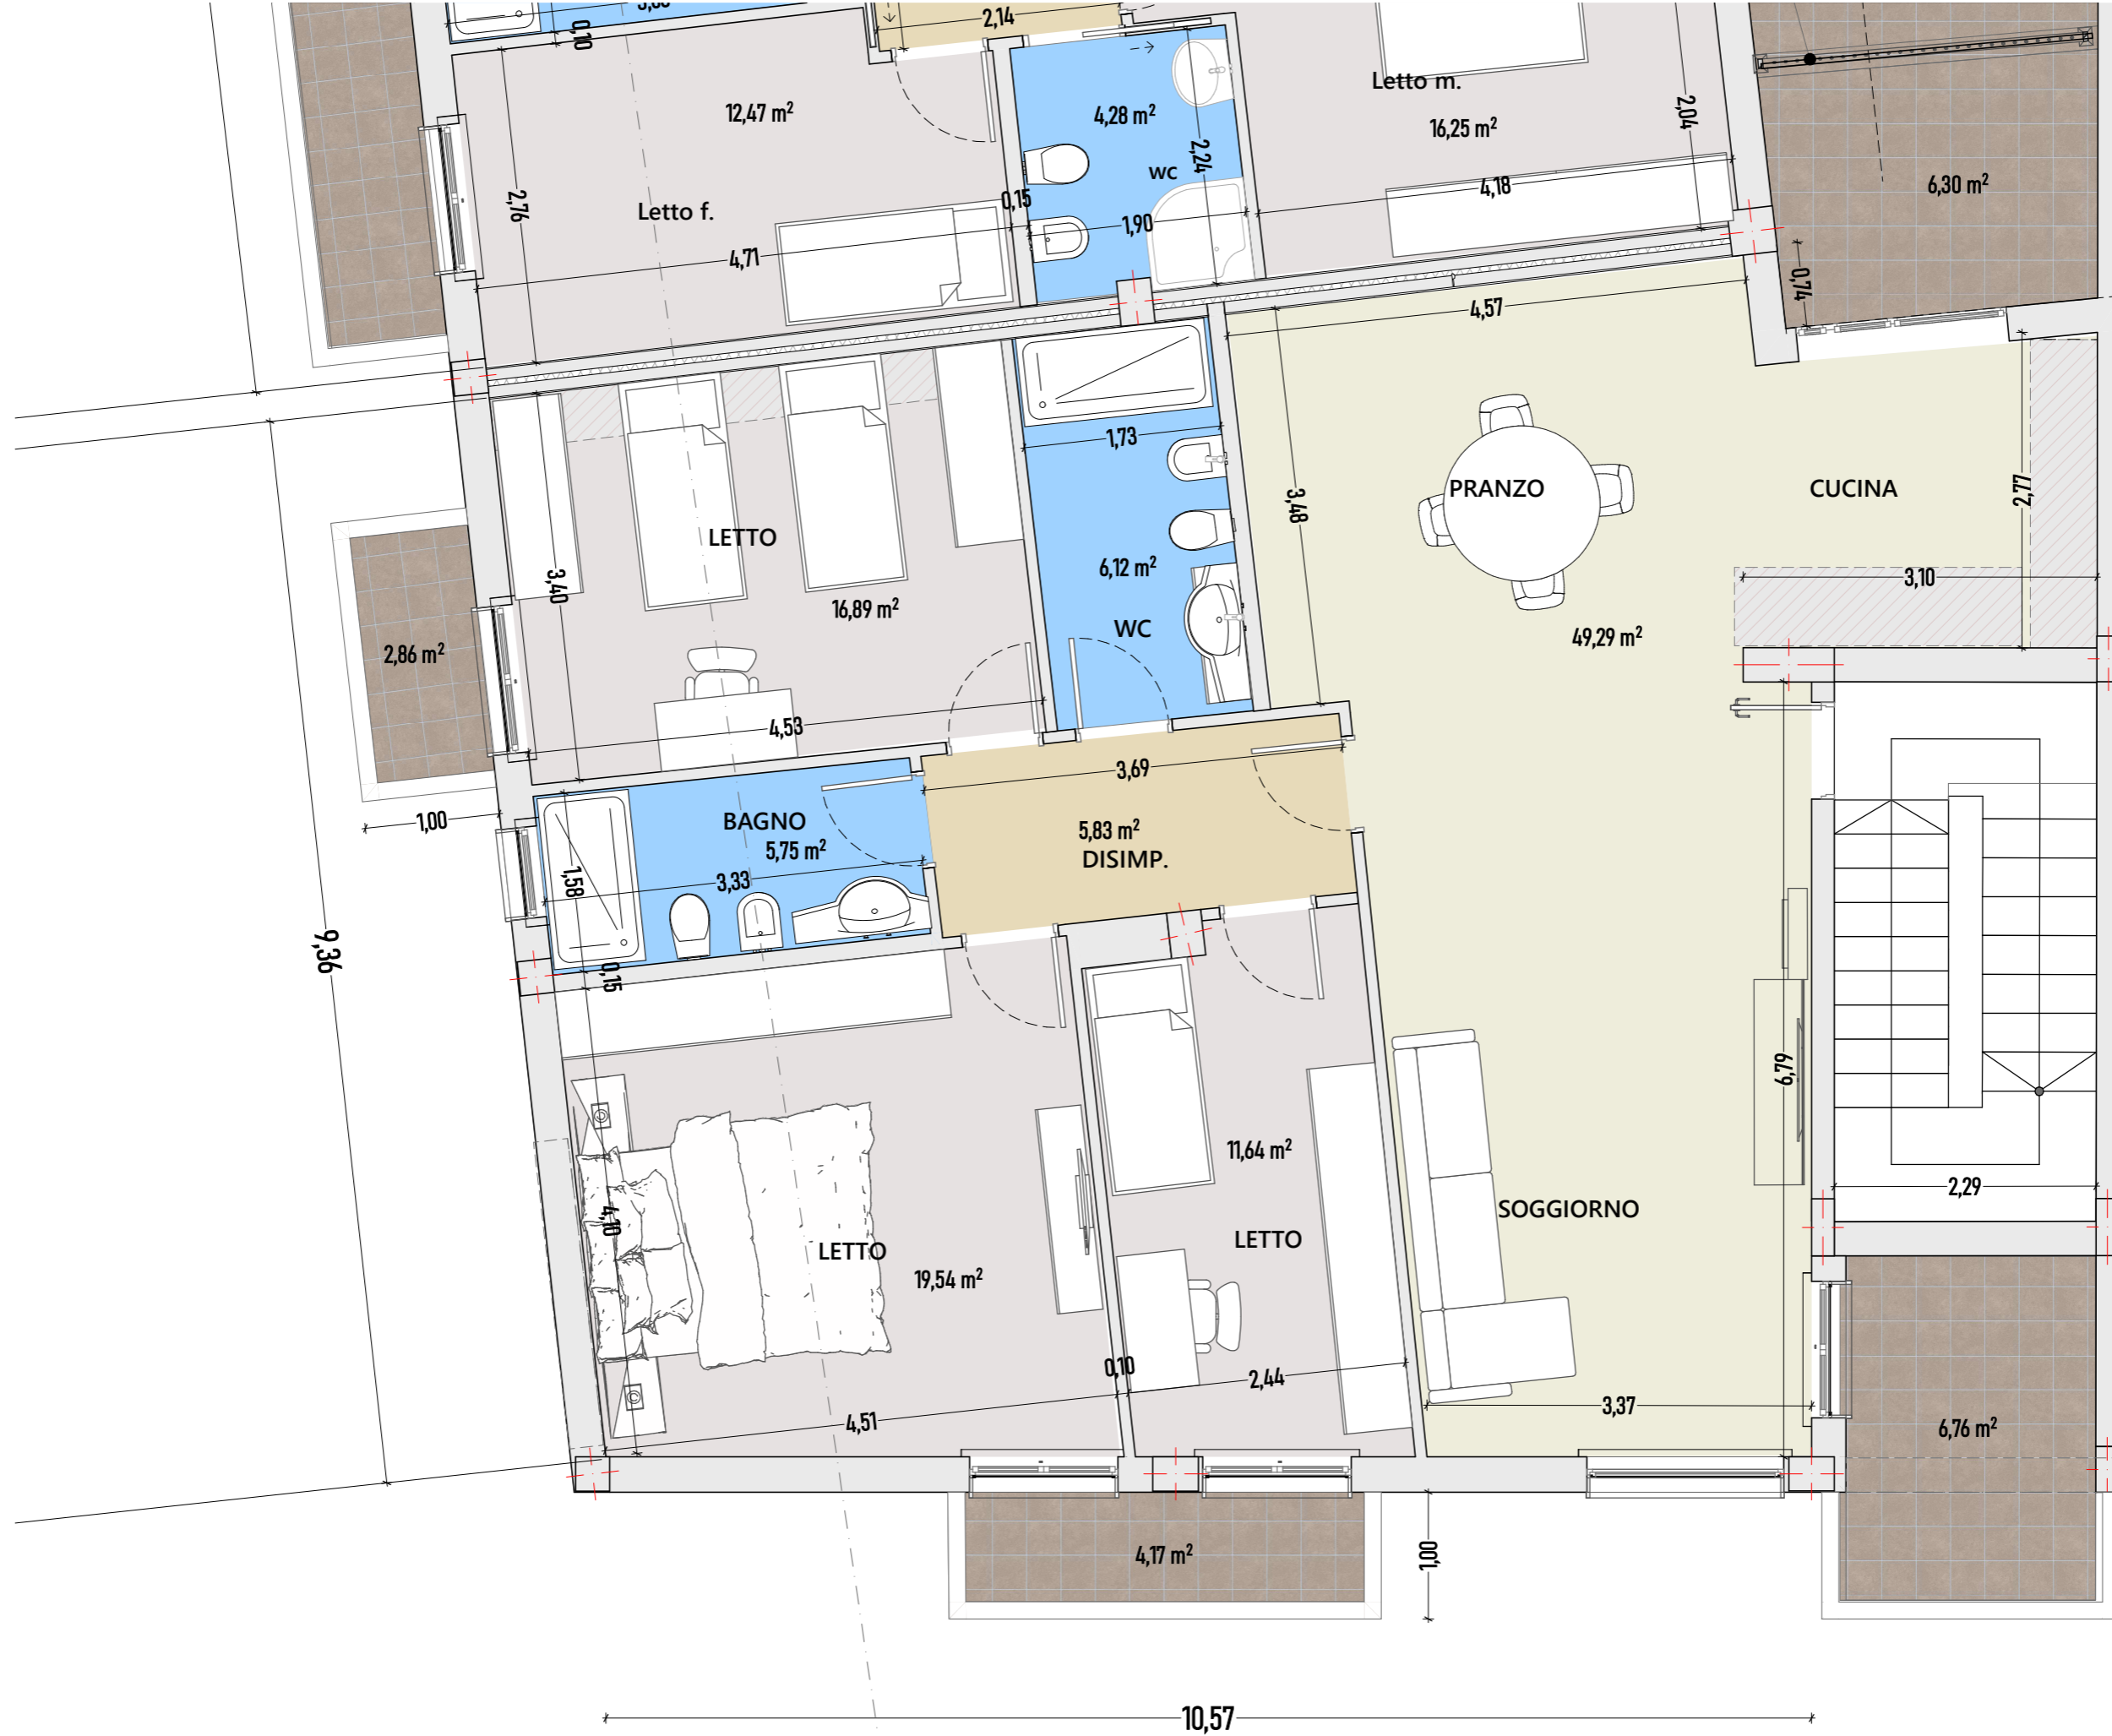 2,14
0,10
12,47 m²
4,28 m²
Letto m.
16,25 m²
2,04
2,24
wc
6,30 m²
2,76
Letto f.
0,15
4,18
1,90
4,71
0,74
4,57
1,73
PRANZO
CUCINA
2,77
3,48
LETTO
3,40
6,12 m²
3,10
16,89 m²
WC
49,29 m²
2,86 m²
4,53
3,69
1,00
BAGNO
5,83 m²
5,75 m²
DISIMP.
1,58
3,33
9,36
0,15
6,79
11,64 m²
2,29
4,10
SOGGIORNO
LETTO
LETTO
19,54 m²
0,10
2,44
3,37
4,51
6,76 m²
4,17 m²
1,00
10,57